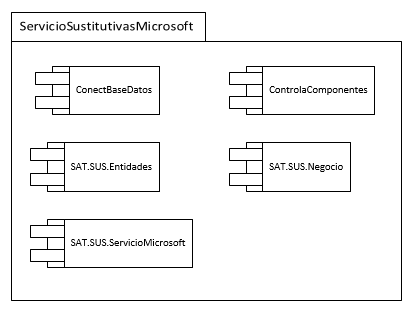 ServicioSustitutivasMicrosoft
ConectBaseDatos
ControlaComponentes
SAT.SUS.Entidades
SAT.SUS.Negocio
SAT.SUS.ServicioMicrosoft